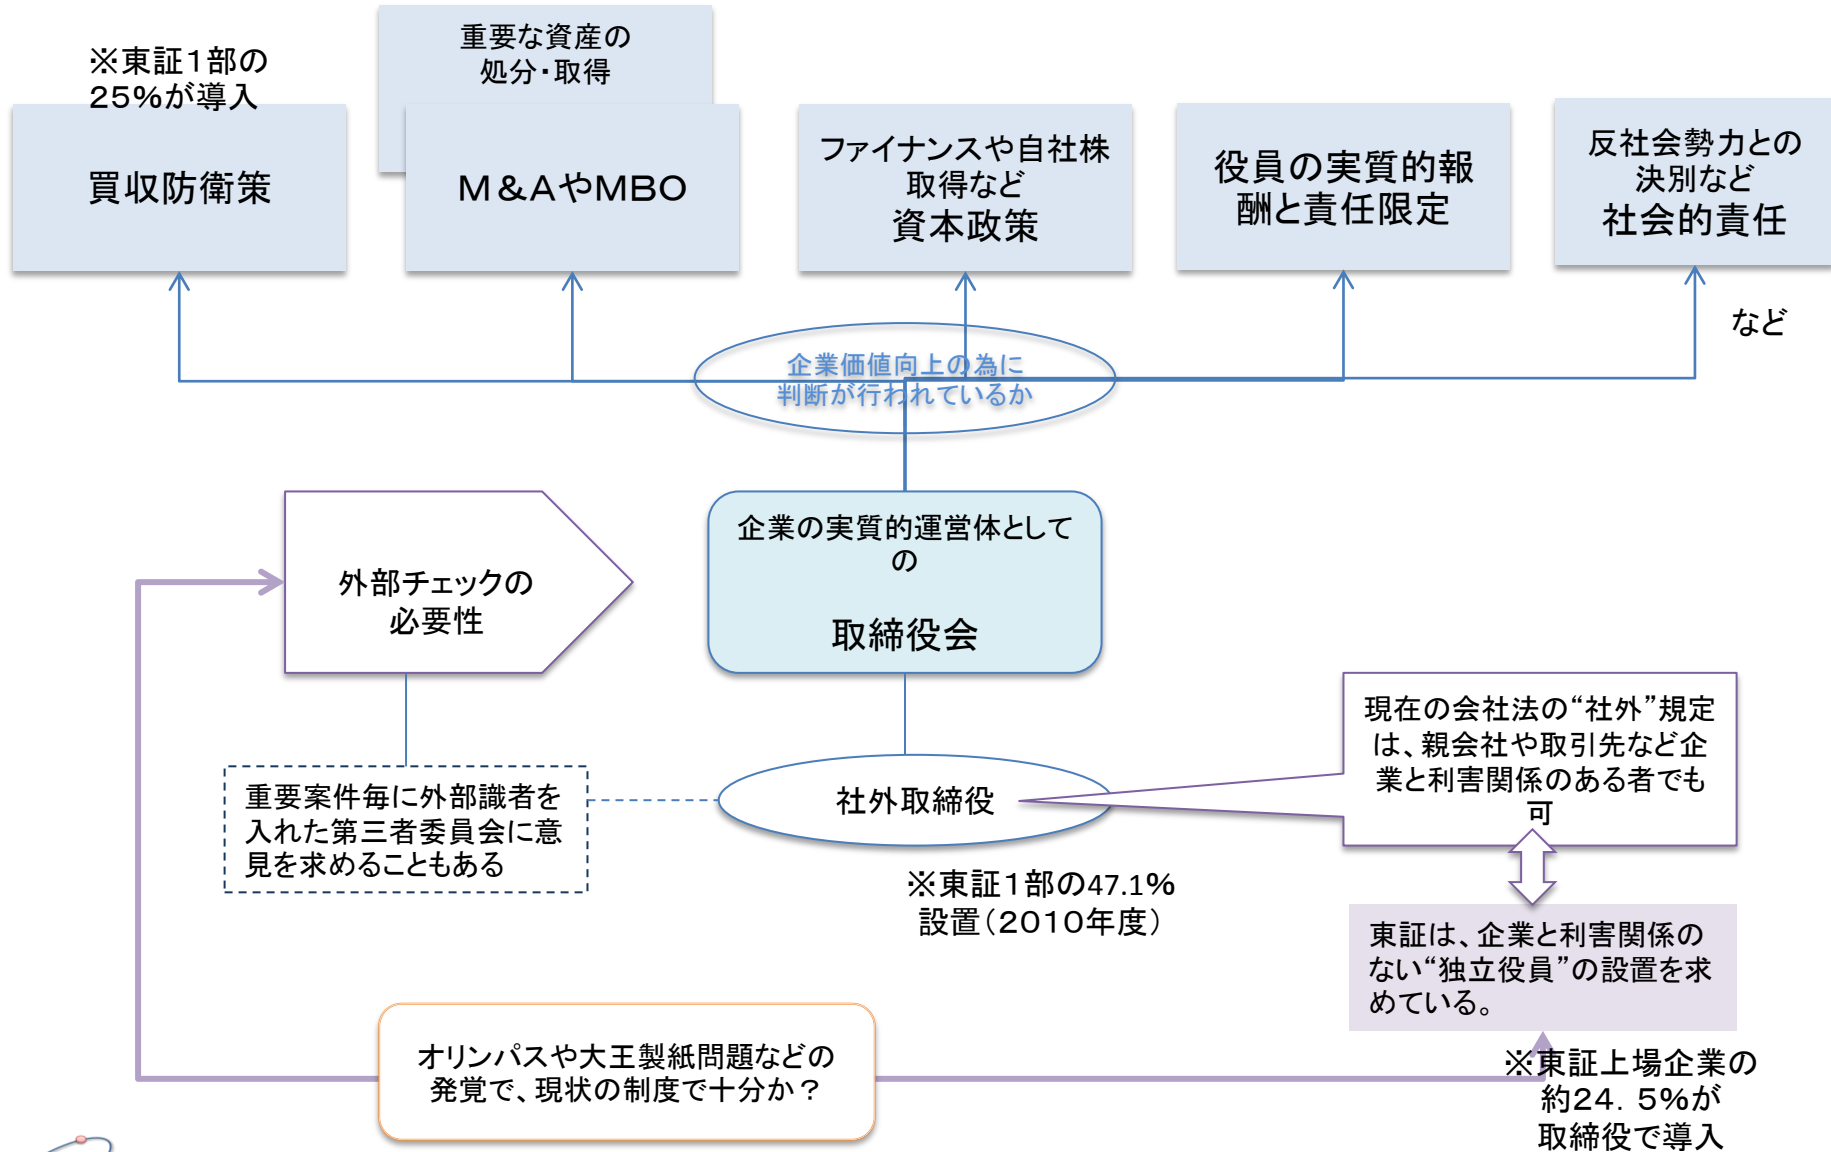 ※東証１部の
２５％が導入
買収防衛策
重要な資産の
処分・取得
Ｍ＆ＡやＭＢＯ
ファイナンスや自社株
取得など
資本政策
役員の実質的報
酬と責任限定
反社会勢力との
決別など
社会的責任
など
企業価値向上の為に
判断が行われているか
企業の実質的運営体として
の
取締役会
外部チェックの
必要性
現在の会社法の“社外”規定
は、親会社や取引先など企
業と利害関係のある者でも
可
重要案件毎に外部識者を
入れた第三者委員会に意
見を求めることもある
社外取締役
※東証１部の47.1％
設置（２０１０年度）
東証は、企業と利害関係の
ない“独立役員”の設置を求
めている。
オリンパスや大王製紙問題などの
発覚で、現状の制度で十分か？
※東証上場企業の
約２４．５％が
取締役で導入